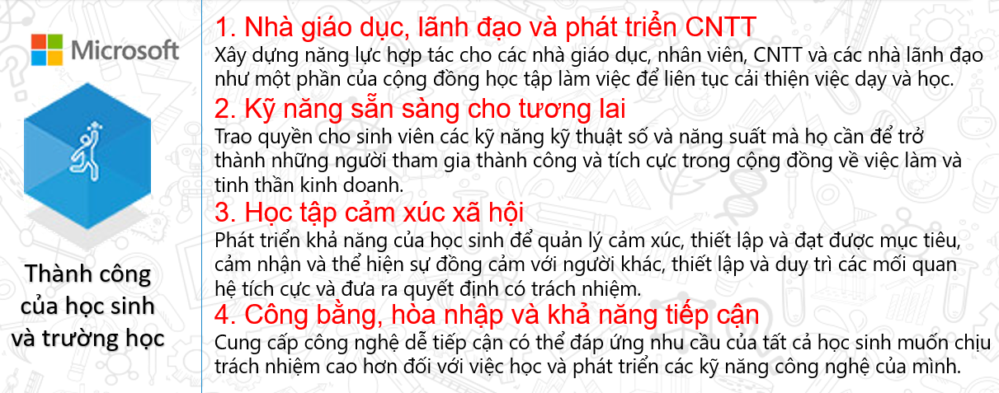 Microsoft
Thành công
của học sinh
và trường học
1. Nhà giáo dục, lãnh đạo và phát triển CNTT
Xây dựng năng lực hợp tác cho các nhà giáo dục, nhân viên, CNTT và các nhà lãnh đạo
như một phần của cộng đồng học tập làm việc để liên tục cải thiện việc dạy và học.
2. Kỹ năng sẵn sàng cho tương lai
Trao quyền cho sinh viên các kỹ năng kỹ thuật số và năng suất mà họ cần để trở
thành những người tham gia thành công và tích cực trong cộng đồng về việc làm và
tinh thần kinh doanh.
3. Học tập cảm xúc xã hội
Phát triển khả năng của học sinh để quản lý cảm xúc, thiết lập và đạt được mục tiêu,
cảm nhận và thể hiện sự đồng cảm với người khác, thiết lập và duy trì các mối quan
hệ tích cực và đưa ra quyết định có trách nhiệm.
4. Công bằng, hòa nhập và khả năng tiếp cận
Cung cấp công nghệ dễ tiếp cận có thể đáp ứng nhu cầu của tất cả học sinh muốn chịu
trách nhiệm cao hơn đối với việc học và phát triển các kỹ năng công nghệ của mình.